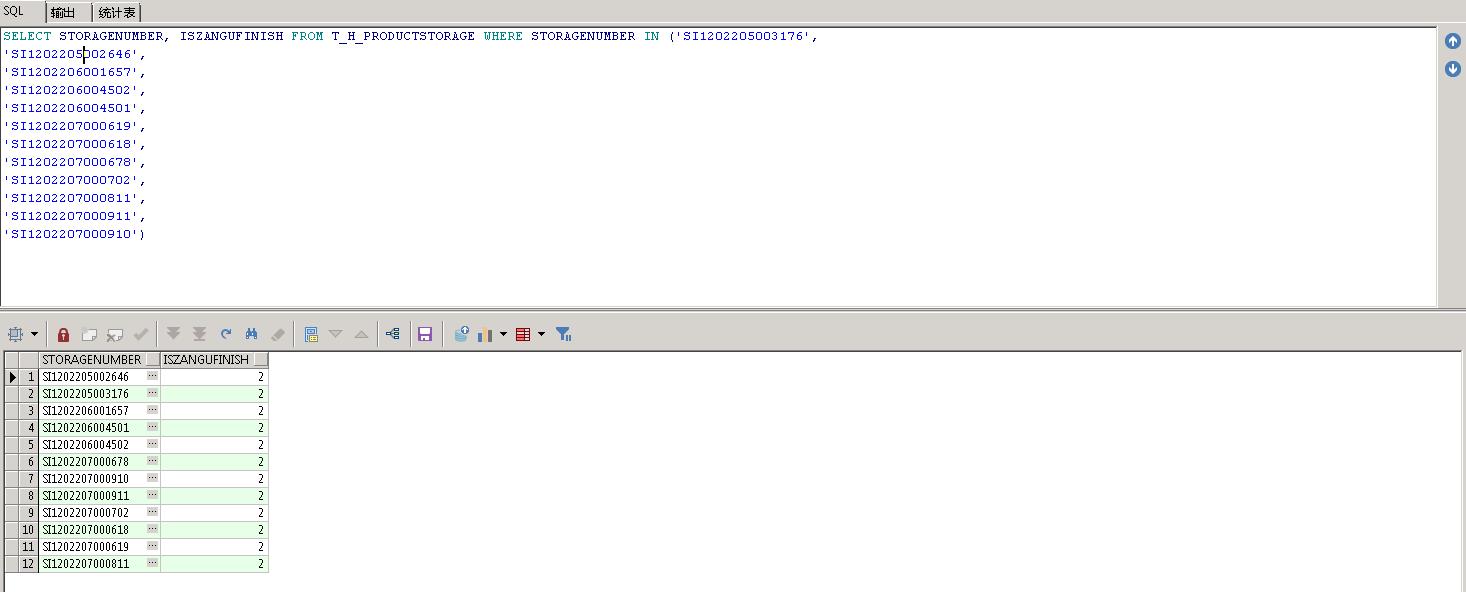 SQL 输出 统计表
SELECT STORAGENUMBER, ISZANGUFINISH FROM T_H_PRODUCTSTORAGE WHERE STORAGENUMBER IN ('SI1202205003176',
'SI1202205002646',
'SI1202206001657',
'SI1202206004502',
'SI1202206004501',
'SI1202207000619',
'SI1202207000618',
'SI1202207000678',
'SI1202207000702',
'SI1202207000811',
'SI1202207000911',
'SI1202207000910')
STORAGENUMBER ISZANGUFINISH
1 SI1202205002646 ... 2
2 SI1202205003176 ... 2
3 SI1202206001657 ... 2
4 SI1202206004501 ... 2
5 SI1202206004502 ... 2
6 SI1202207000678 ... 2
7 SI1202207000910 ... 2
8 SI1202207000911 ... 2
9 SI1202207000702 ... 2
10 SI1202207000618 ... 2
11 SI1202207000619 ... 2
12 SI1202207000811 ... 2